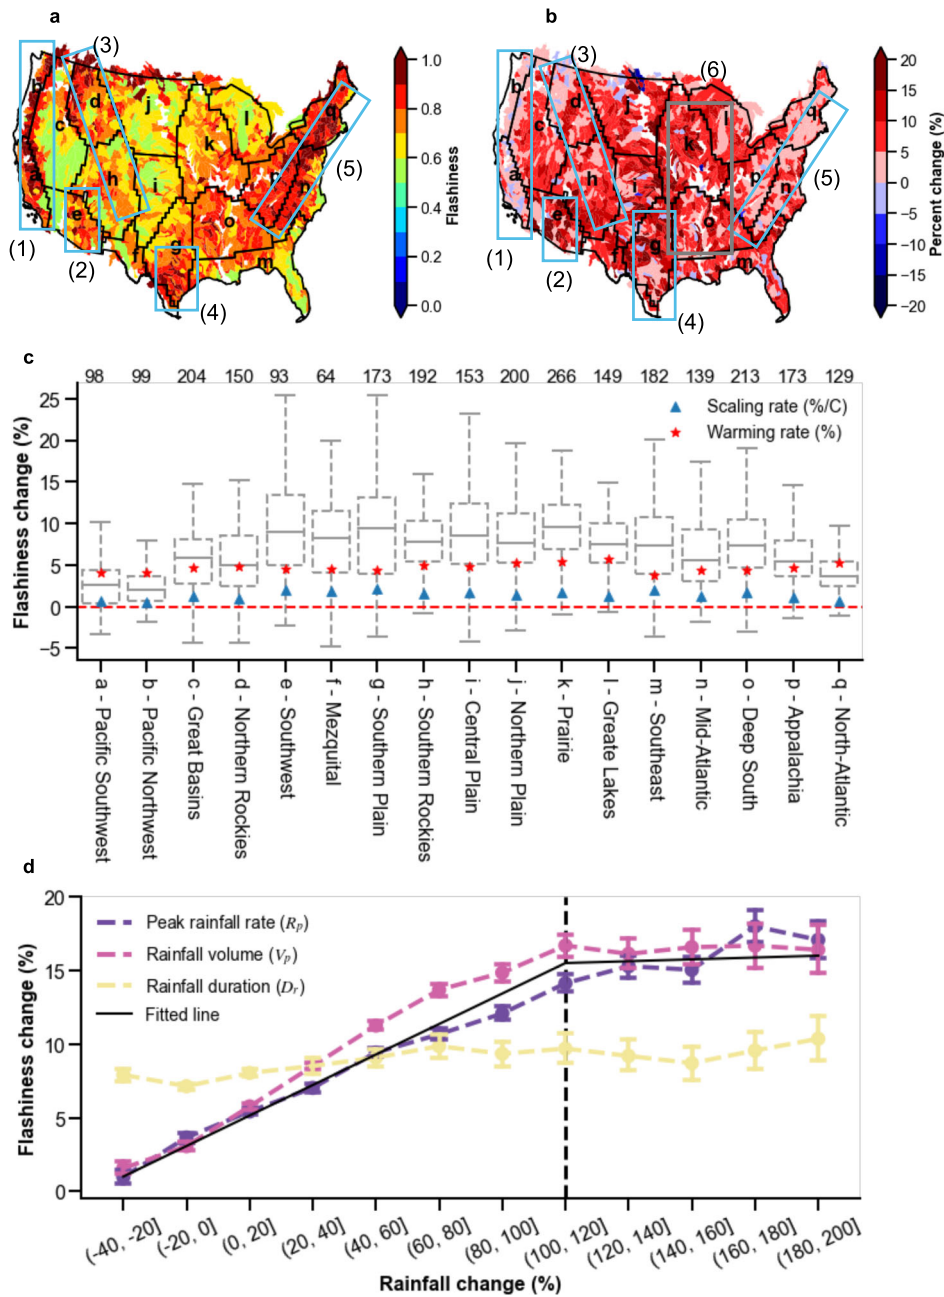 a
(3)
(1)
(2)
(4)
(5)
b
c
a
d
j
l
k
h
i
e
f
g
o
p
n
m
q
1.0
0.8
0.6
0.4
0.2
0.0
Flashiness
b
(3)
(6)
(1)
(2)
(4)
(5)
b
c
a
d
j
l
k
h
i
e
g
o
p
n
m
q
20
15
10
5
0
−5
−10
−15
−20
Percent change (%)
c
98 99 204 150 93 64 173 192 153 200 266 149 182 139 213 173 129
25
20
15
10
5
0
−5
Flashiness change (%)
Scaling rate (%/C)
Warming rate (%)
a - Pacific Southwest
b - Pacific Northwest
c - Great Basins
d - Northern Rockies
e - Southwest
f - Mezquital
g - Southern Plain
h - Southern Rockies
i - Central Plain
j - Northern Plain
k - Prairie
l - Greate Lakes
m - Southeast
n - Mid-Atlantic
o - Deep South
p - Appalachia
q - North-Atlantic
d
20
15
10
5
0
Flashiness change (%)
Peak rainfall rate (Rp)
Rainfall volume (Vp)
Rainfall duration (Dr)
Fitted line
(-40, -20]
(-20, 0]
(0, 20]
(20, 40]
(40, 60]
(60, 80]
(80, 100]
(100, 120]
(120, 140]
(140, 160]
(160, 180]
(180, 200]
Rainfall change (%)